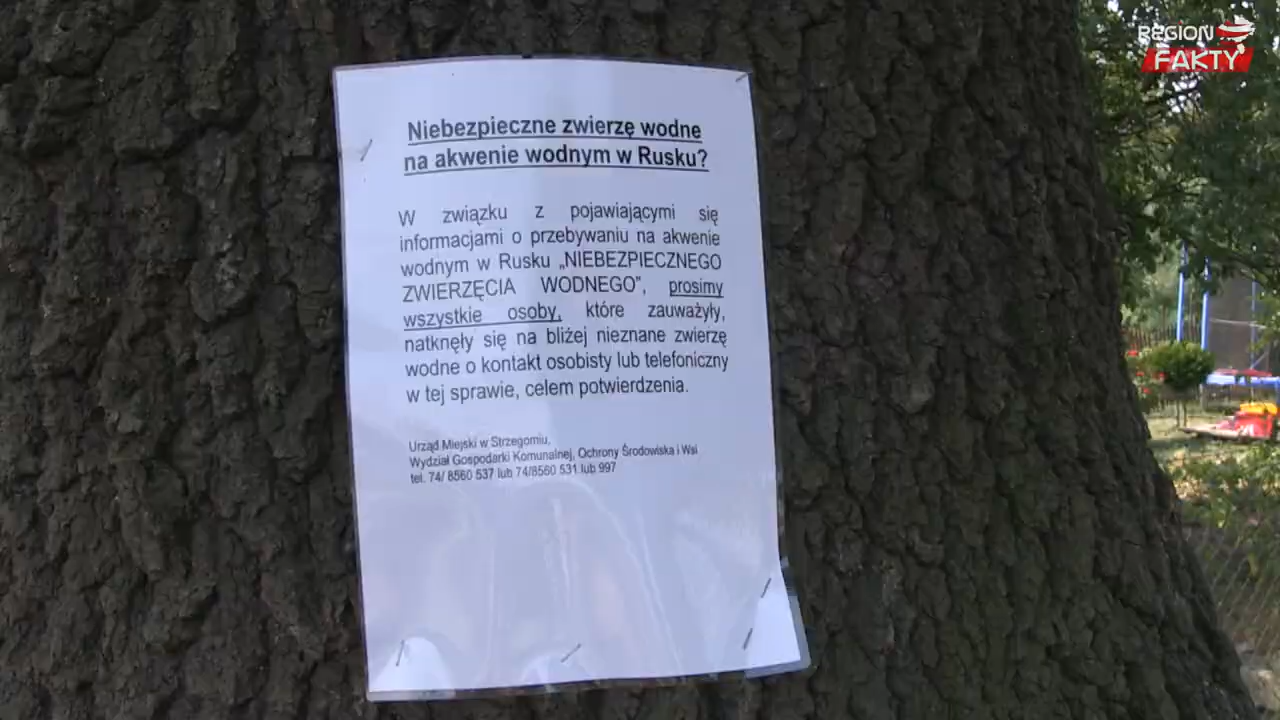 REGION
FAKTY
Niebezpieczne zwierzę wodne
na akwenie wodnym w Rusku?
W związku z pojawiającymi się
informacjami o przebywaniu na akwenie
wodnym w Rusku „NIEBEZPIECZNEGO
ZWIERZĘCIA WODNEGO”, prosimy
wszystkie osoby, które zauważyły,
natknęły się na bliżej nieznane zwierzę
wodne o kontakt osobisty lub telefoniczny
w tej sprawie, celem potwierdzenia.
Urząd Miejski w Strzegomiu,
Wydział Gospodarki Komunalnej, Ochrony Środowiska i Wsi
tel. 74/ 8560 537 lub 74/8560 531 lub 997